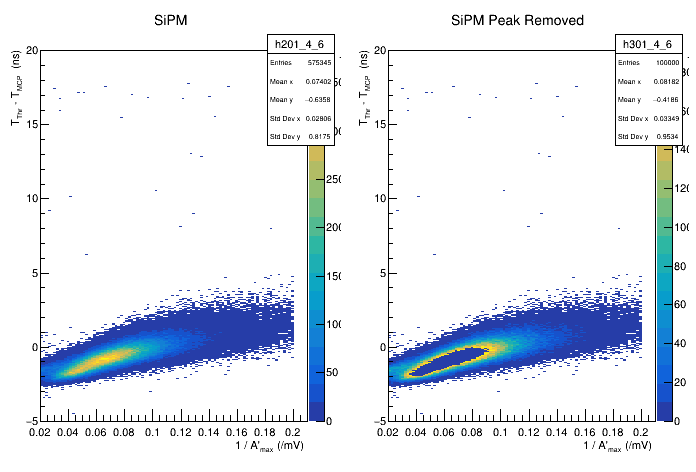 SiPM
h201_4_6
Entries 575345
Mean x 0.07402
Mean y −0.6358
Std Dev x 0.02806
Std Dev y 0.8175
T_Thr - T_MCP (ns)
20
15
10
5
0
−5
0.02 0.04 0.06 0.08 0.1 0.12 0.14 0.16 0.18 0.2
1 / A'_max (/mV)
250
200
150
100
50
0
SiPM Peak Removed
h301_4_6
Entries 100000
Mean x 0.08182
Mean y −0.4186
Std Dev x 0.03349
Std Dev y 0.9534
T_Thr - T_MCP (ns)
20
15
10
5
0
−5
0.02 0.04 0.06 0.08 0.1 0.12 0.14 0.16 0.18 0.2
1 / A'_max (/mV)
120
100
80
60
40
20
0